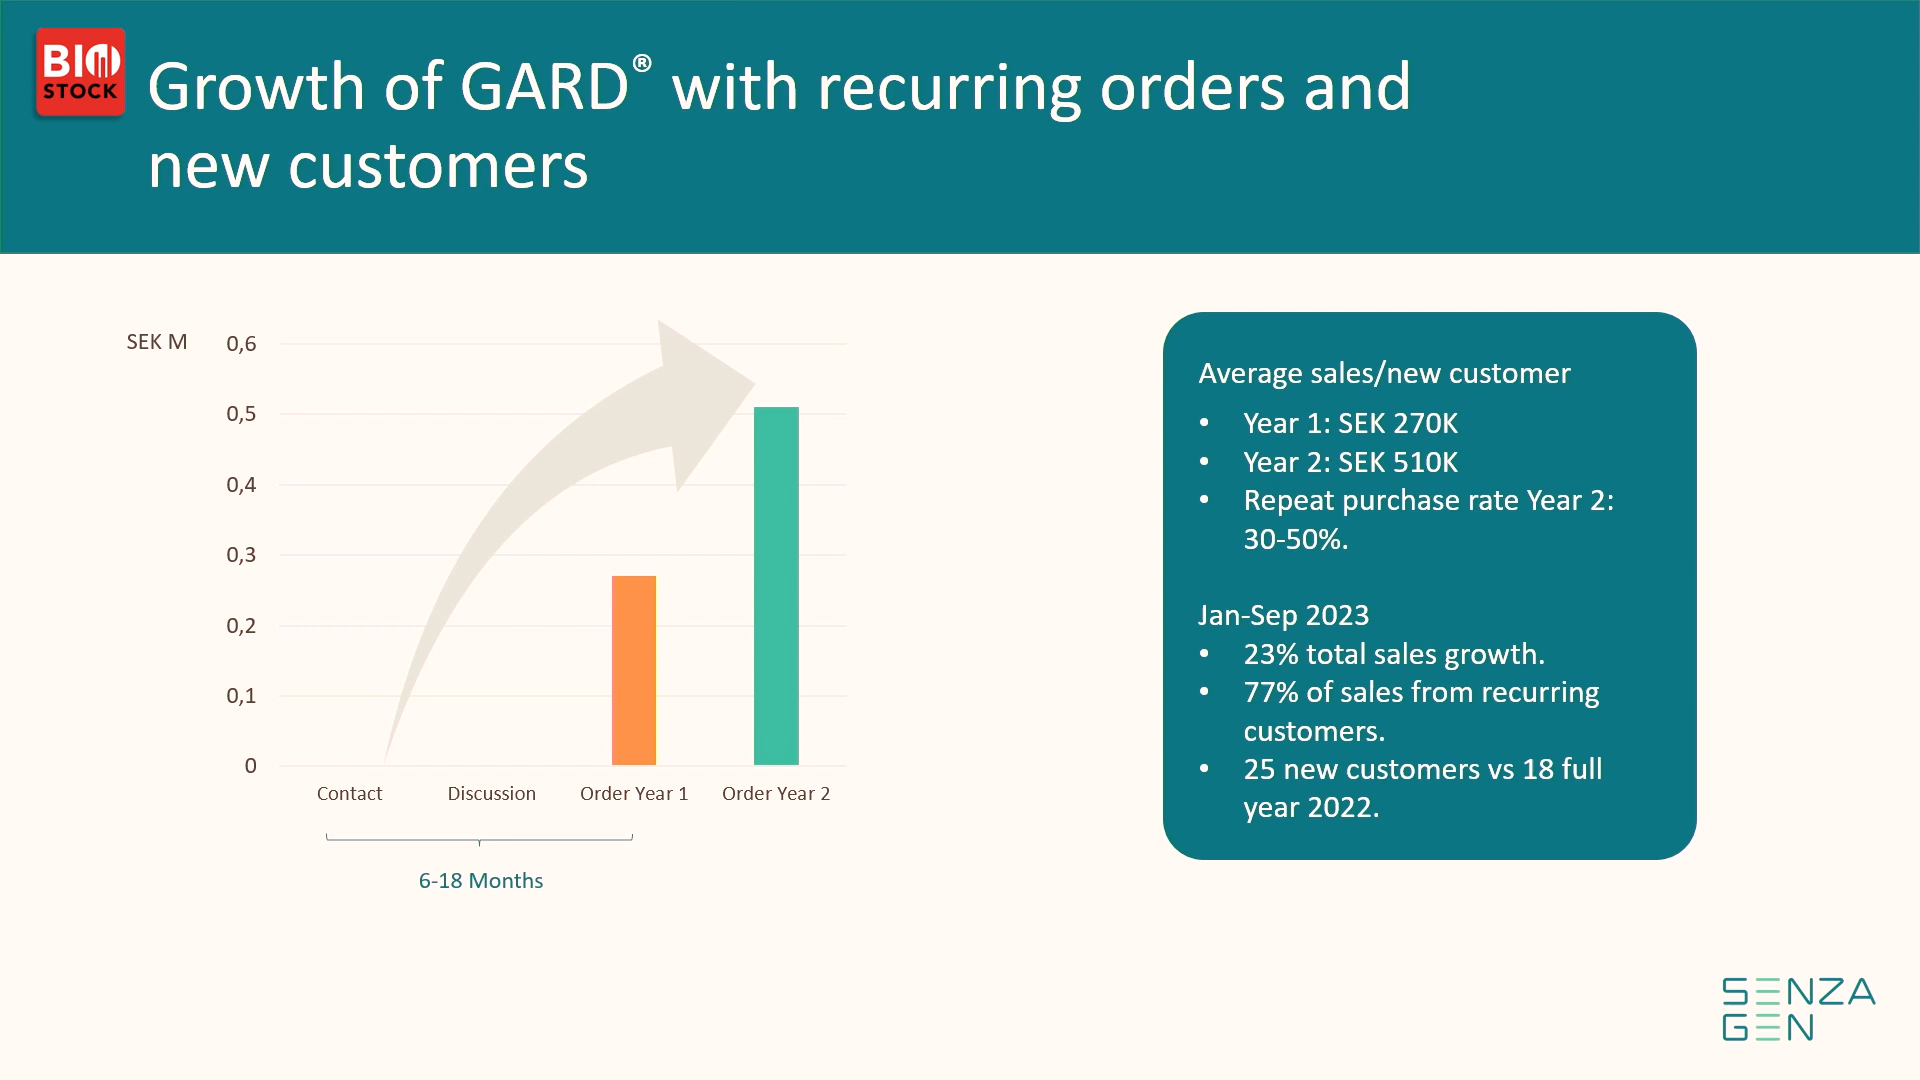 BIO
STOCK
Growth of GARD® with recurring orders and
new customers
SEK M
0,6
0,5
0,4
0,3
0,2
0,1
0
Contact
Discussion
Order Year 1
Order Year 2
6-18 Months
Average sales/new customer
• Year 1: SEK 270K
• Year 2: SEK 510K
• Repeat purchase rate Year 2:
30-50%.
Jan-Sep 2023
• 23% total sales growth.
• 77% of sales from recurring
customers.
• 25 new customers vs 18 full
year 2022.
SENZA
GEN